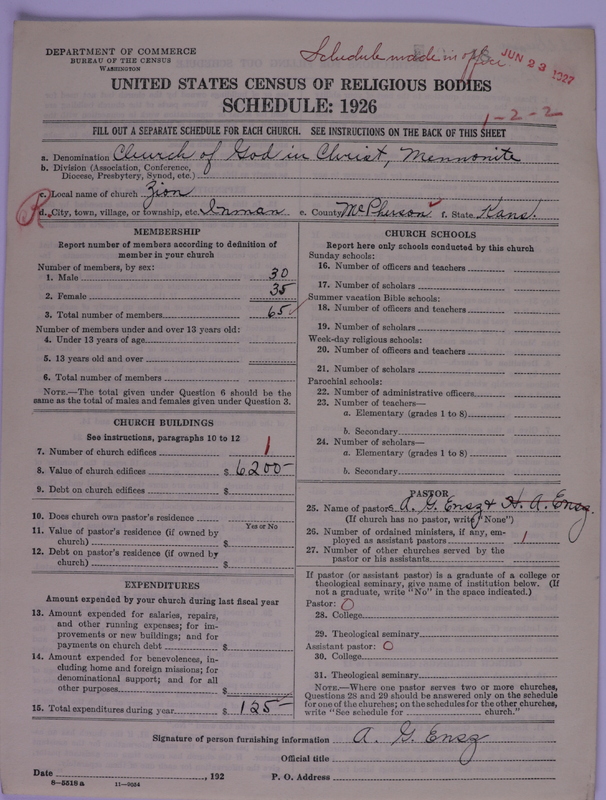 DEPARTMENT OF COMMERCE
BUREAU OF THE CENSUS
WASHINGTON
Schedule made in office
JUN 23 1927
UNITED STATES CENSUS OF RELIGIOUS BODIES
SCHEDULE: 1926
1-2-2
FILL OUT A SEPARATE SCHEDULE FOR EACH CHURCH. SEE INSTRUCTIONS ON THE BACK OF THIS SHEET
a. Denomination Church of God in Christ, Mennonite
b. Division (Association, Conference, Diocese, Presbytery, Synod, etc.)
c. Local name of church Zion
R d. City, town, village, or township, etc. Inman e. County McPherson f. State Kans.
MEMBERSHIP
Report number of members according to definition of
member in your church
Number of members, by sex:
1. Male 30
2. Female 35
3. Total number of members 65
Number of members under and over 13 years old:
4. Under 13 years of age
5. 13 years old and over
6. Total number of members
NOTE.—The total given under Question 6 should be the
same as the total of males and females given under Question 3.
CHURCH BUILDINGS
See instructions, paragraphs 10 to 12
7. Number of church edifices 1
8. Value of church edifices $ 6200—
9. Debt on church edifices $
10. Does church own pastor's residence
Yes or No
11. Value of pastor's residence (if owned by
church) $
12. Debt on pastor's residence (if owned by
church) $
EXPENDITURES
Amount expended by your church during last fiscal year
13. Amount expended for salaries, repairs,
and other running expenses; for im-
provements or new buildings; and for
payments on church debt $
14. Amount expended for benevolences, in-
cluding home and foreign missions; for
denominational support; and for all
other purposes $
15. Total expenditures during year $ 125—
CHURCH SCHOOLS
Report here only schools conducted by this church
Sunday schools:
16. Number of officers and teachers
17. Number of scholars
Summer vacation Bible schools:
18. Number of officers and teachers
19. Number of scholars
Week-day religious schools:
20. Number of officers and teachers
21. Number of scholars
Parochial schools:
22. Number of administrative officers
23. Number of teachers—
a. Elementary (grades 1 to 8)
b. Secondary
24. Number of scholars—
a. Elementary (grades 1 to 8)
b. Secondary
PASTOR
25. Name of pastors A. G. Ensz & H. A. Ensz.
(If church has no pastor, write "None")
26. Number of ordained ministers, if any, em-
ployed as assistant pastors 1
27. Number of other churches served by the
pastor or his assistants
If pastor (or assistant pastor) is a graduate of a college or
theological seminary, give name of institution below. (If
not a graduate, write "No" in the space indicated.)
Pastor: O
28. College
29. Theological seminary
Assistant pastor: O
30. College
31. Theological seminary
NOTE.—Where one pastor serves two or more churches,
Questions 28 and 29 should be answered only on the schedule
for one of the churches; on the schedules for the other churches,
write "See schedule for church."
Signature of person furnishing information A. G. Ensz
Official title
Date , 192 P. O. Address
8-5518a 11-9054